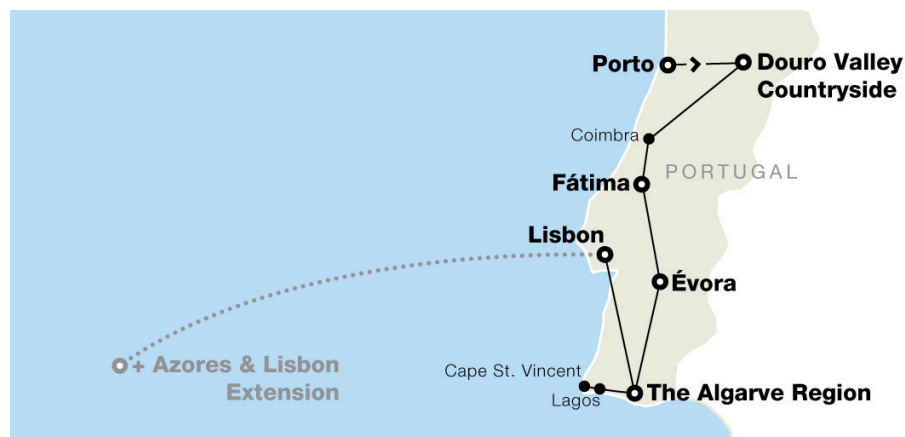 Porto
Douro Valley
Countryside
Coimbra
PORTUGAL
Fátima
Lisbon
Évora
+ Azores & Lisbon
Extension
Cape St. Vincent
Lagos
The Algarve Region